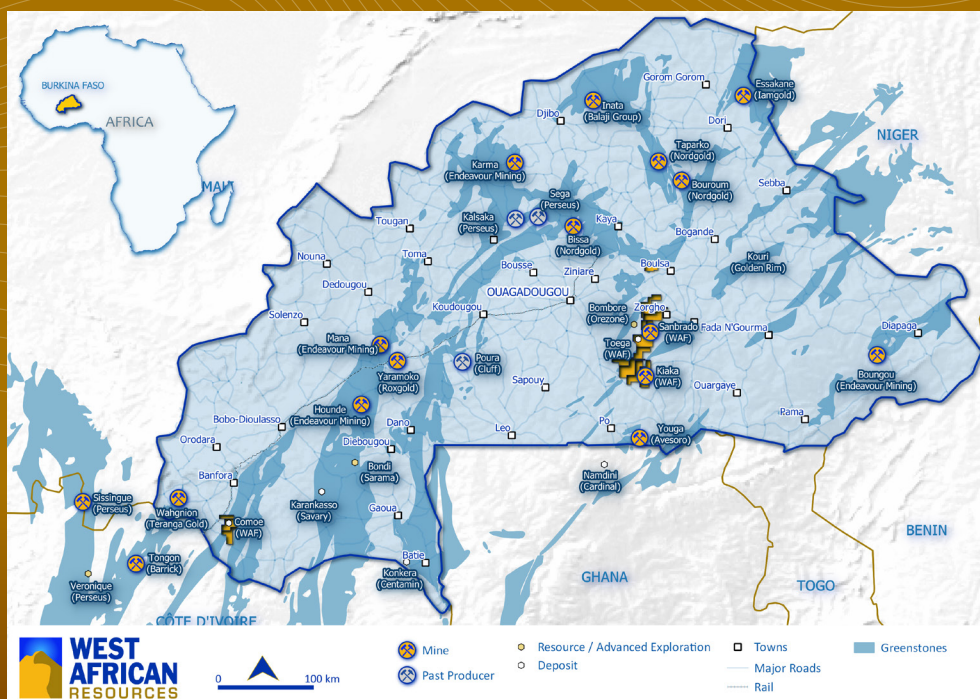 BURKINA FASO
AFRICA
MALI
NIGER
BENIN
TOGO
GHANA
CÔTE D'IVOIRE
Gorom Gorom
Essakane
(Iamgold)
Inata
(Balaji Group)
Djibo
Dori
Taparko
(Nordgold)
Karma
(Endeavour Mining)
Bouroum
(Nordgold)
Sebba
Sega
(Perseus)
Kalsaka
(Perseus)
Kaya
Tougan
Bissa
(Nordgold)
Bogande
Toma
Nouna
Bousse
Ziniare
Boulsa
Kouri
(Golden Rim)
Dedougou
OUAGADOUGOU
Koudougou
Bombore
(Orezone)
Zorgho
Solenzo
Sanbrado
(WAF)
Fada N'Gourma
Diapaga
Mana
(Endeavour Mining)
Toega
(WAF)
Yaramoko
(Roxgold)
Poura
(Cluff)
Kiaka
(WAF)
Boungou
(Endeavour Mining)
Sapouy
Ouargaye
Hounde
(Endeavour Mining)
Bobo-Dioulasso
Dano
Leo
Po
Youga
(Avesoro)
Pama
Orodara
Diebougou
Bondi
(Sarama)
Namdini
(Cardinal)
Banfora
Sissingue
(Perseus)
Wahgnion
(Teranga Gold)
Karankasso
(Savary)
Gaoua
Comoe
(WAF)
Tongon
(Barrick)
Batie
Konkera
(Centamin)
Veronique
(Perseus)
WEST
AFRICAN
RESOURCES
0 100 km
Mine
Past Producer
Resource / Advanced Exploration
Deposit
Towns
Major Roads
Rail
Greenstones